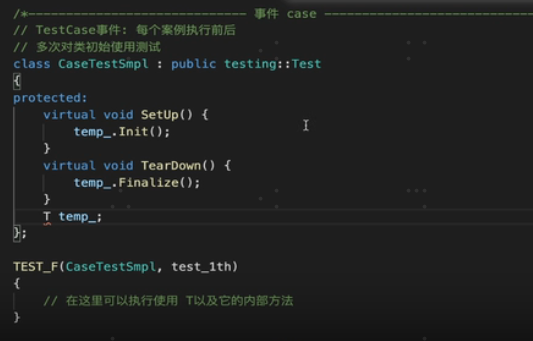 /*----------------------------- 事件 case -----------------------------
// TestCase事件: 每个案例执行前后
// 多次对类初始使用测试
class CaseTestSmpl : public testing::Test
{
protected:
    virtual void SetUp() {
        temp_.Init();
    }
    virtual void TearDown() {
        temp_.Finalize();
    }
    T temp_;
};
TEST_F(CaseTestSmpl, test_1th)
{
    // 在这里可以执行使用 T以及它的内部方法
}